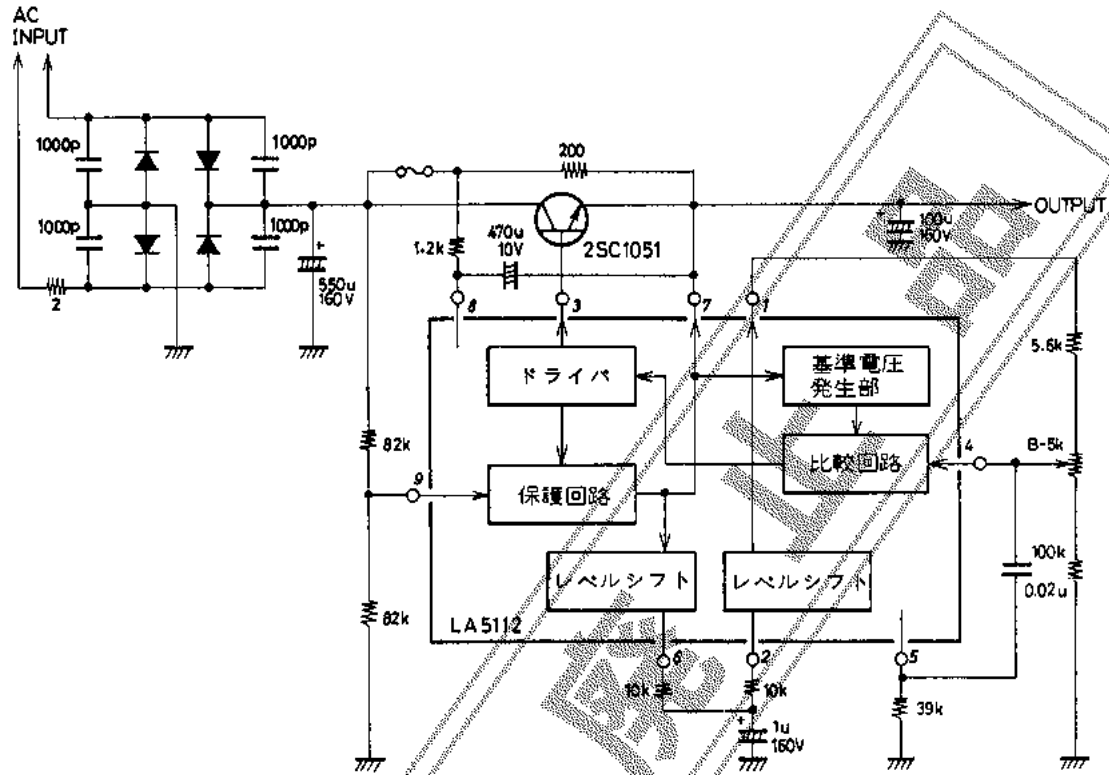 AC
INPUT
1000p
1000p
1000p
1000p
2
550u
160V
200
1.2k
470u
10V
2SC1051
100u
160V
OUTPUT
8
3
7
1
ドライバ
基準電圧
発生部
5.6k
82k
9
保護回路
比較回路
4
B-5k
レベルシフト
レベルシフト
100k
0.02u
82k
LA5112
6
2
5
10k
10k
39k
1u
160V